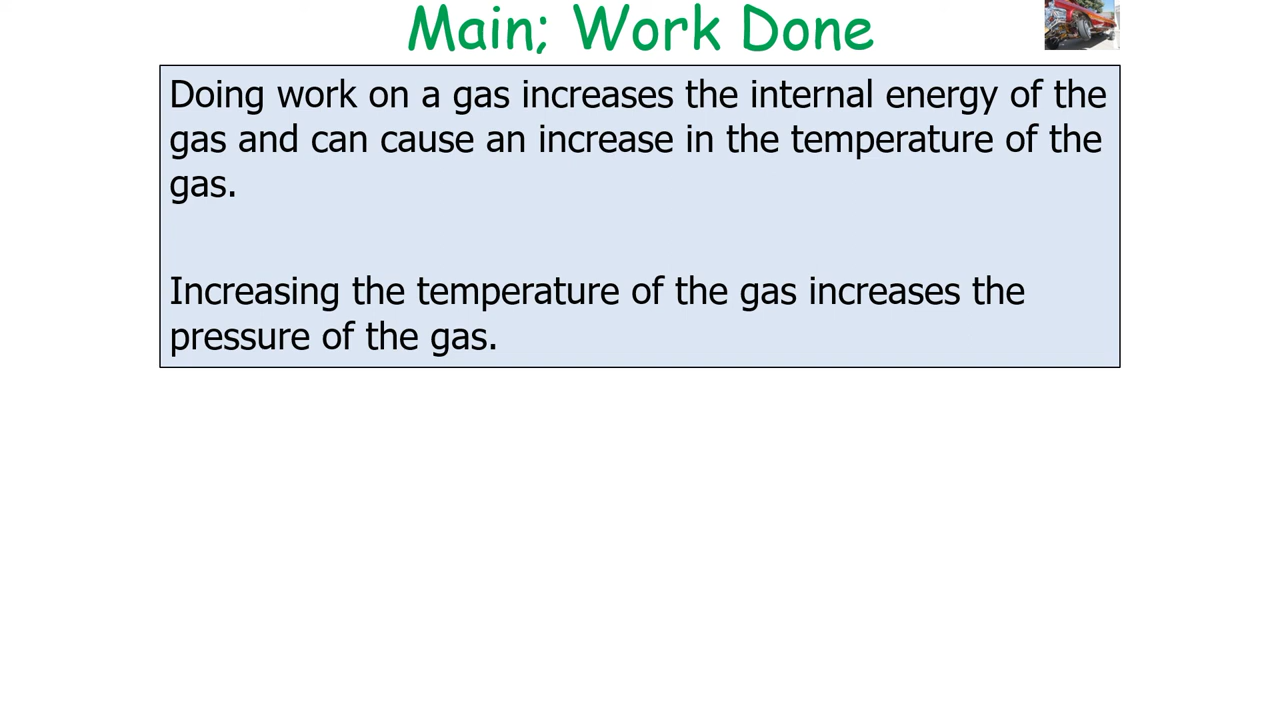 Main; Work Done
Doing work on a gas increases the internal energy of the
gas and can cause an increase in the temperature of the
gas.
Increasing the temperature of the gas increases the
pressure of the gas.